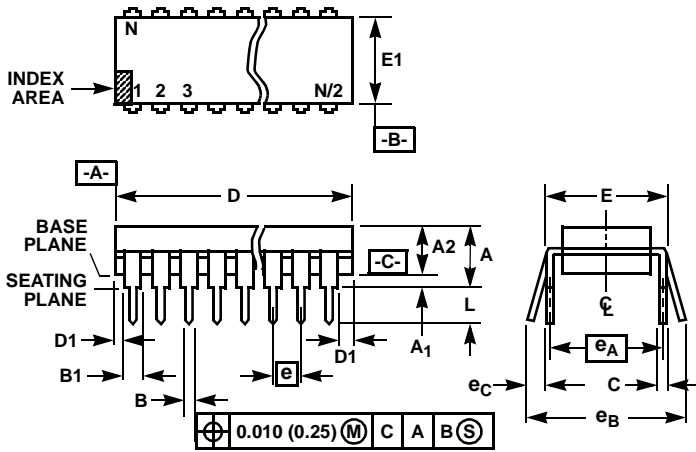 N
E1
INDEX
AREA
1 2 3 N/2
-B-
-A-
D
E
BASE
PLANE
A2
A
-C-
SEATING
PLANE
L
D1
A1
D1
B1
e
B
℄
eA
eC
C
eB
⌖ 0.010 (0.25) Ⓜ C A B Ⓢ